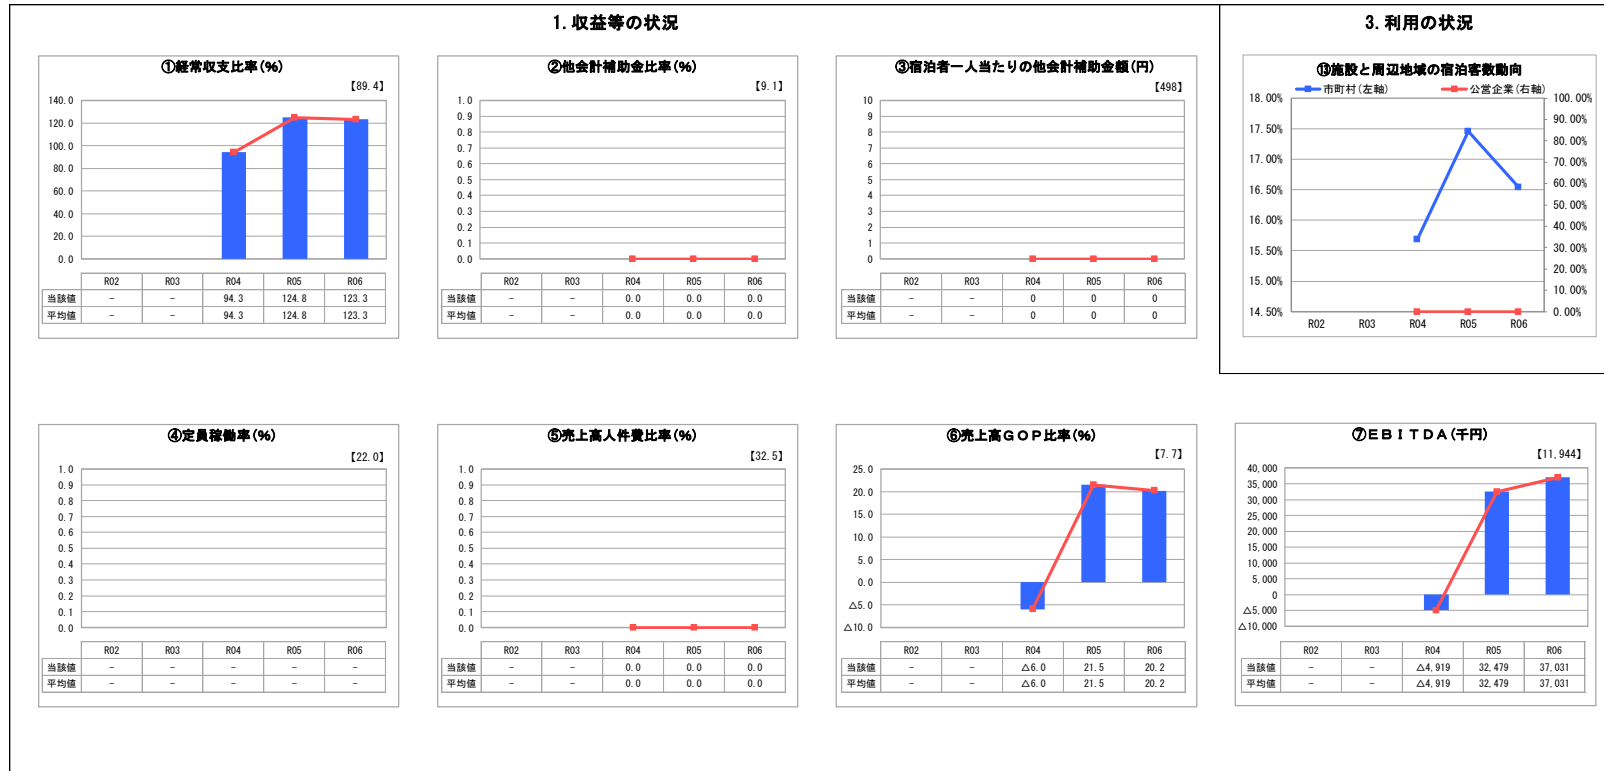 1. 収益等の状況
3. 利用の状況
①経常収支比率(%)
【89.4】
140.0
120.0
100.0
80.0
60.0
40.0
20.0
0.0
R02 R03 R04 R05 R06
当該値 － － 94.3 124.8 123.3
平均値 － － 94.3 124.8 123.3
②他会計補助金比率(%)
【9.1】
1.0
0.9
0.8
0.7
0.6
0.5
0.4
0.3
0.2
0.1
0.0
R02 R03 R04 R05 R06
当該値 － － 0.0 0.0 0.0
平均値 － － 0.0 0.0 0.0
③宿泊者一人当たりの他会計補助金額(円)
【498】
10
9
8
7
6
5
4
3
2
1
0
R02 R03 R04 R05 R06
当該値 － － 0 0 0
平均値 － － 0 0 0
⑬施設と周辺地域の宿泊客数動向
市町村(左軸) 公営企業(右軸)
18.00%
17.50%
17.00%
16.50%
16.00%
15.50%
15.00%
14.50%
100.00%
90.00%
80.00%
70.00%
60.00%
50.00%
40.00%
30.00%
20.00%
10.00%
0.00%
R02 R03 R04 R05 R06
④定員稼働率(%)
【22.0】
1.0
0.9
0.8
0.7
0.6
0.5
0.4
0.3
0.2
0.1
0.0
R02 R03 R04 R05 R06
当該値 － － － － －
平均値 － － － － －
⑤売上高人件費比率(%)
【32.5】
1.0
0.9
0.8
0.7
0.6
0.5
0.4
0.3
0.2
0.1
0.0
R02 R03 R04 R05 R06
当該値 － － 0.0 0.0 0.0
平均値 － － 0.0 0.0 0.0
⑥売上高ＧＯＰ比率(%)
【7.7】
25.0
20.0
15.0
10.0
5.0
0.0
△5.0
△10.0
R02 R03 R04 R05 R06
当該値 － － △6.0 21.5 20.2
平均値 － － △6.0 21.5 20.2
⑦ＥＢＩＴＤＡ(千円)
【11,944】
40,000
35,000
30,000
25,000
20,000
15,000
10,000
5,000
0
△5,000
△10,000
R02 R03 R04 R05 R06
当該値 － － △4,919 32,479 37,031
平均値 － － △4,919 32,479 37,031